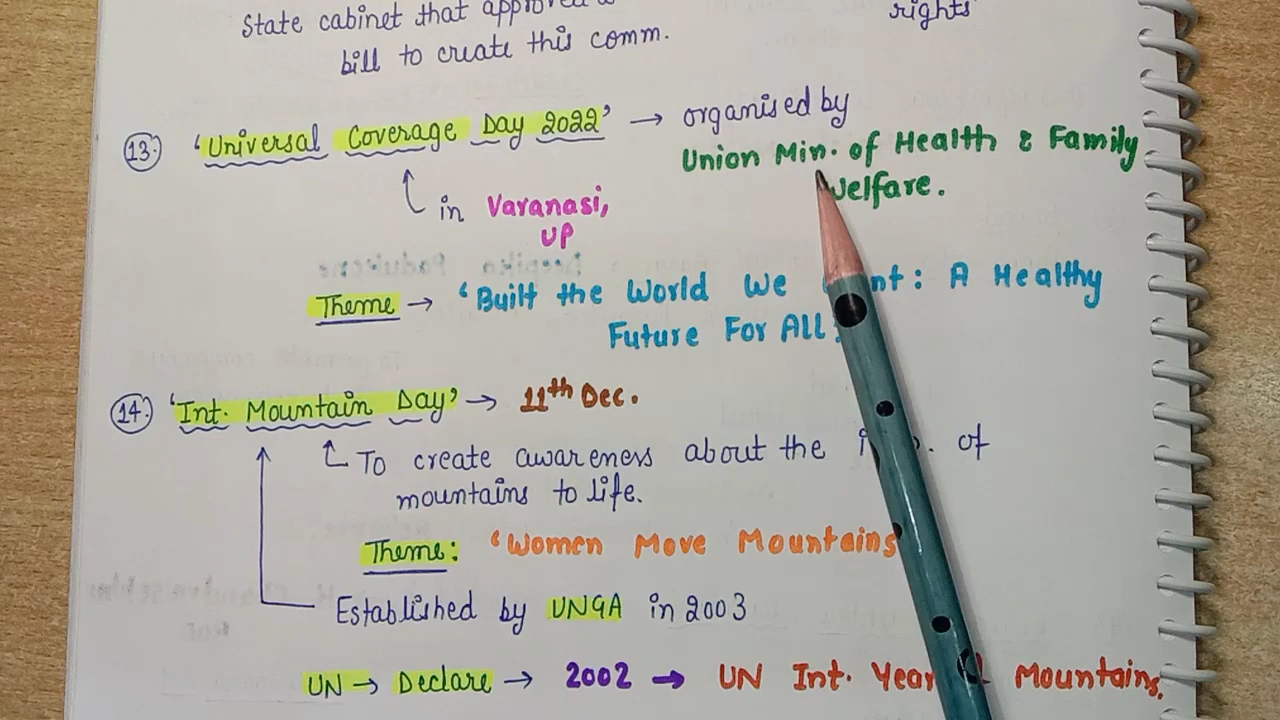 State cabinet that approved a
bill to create this comm.
rights
13. 'Universal Coverage Day 2022' → organised by
Union Min. of Health & Family
Welfare.
in Varanasi,
UP
Theme → 'Built the World We nt: A Healthy
Future For All
14. 'Int. Mountain Day' → 11th Dec.
To create awareness about the of
mountains to life.
Theme: 'Women Move Mountains
Established by UNGA in 2003
UN → Declare → 2002 → UN Int. Year Mountains.